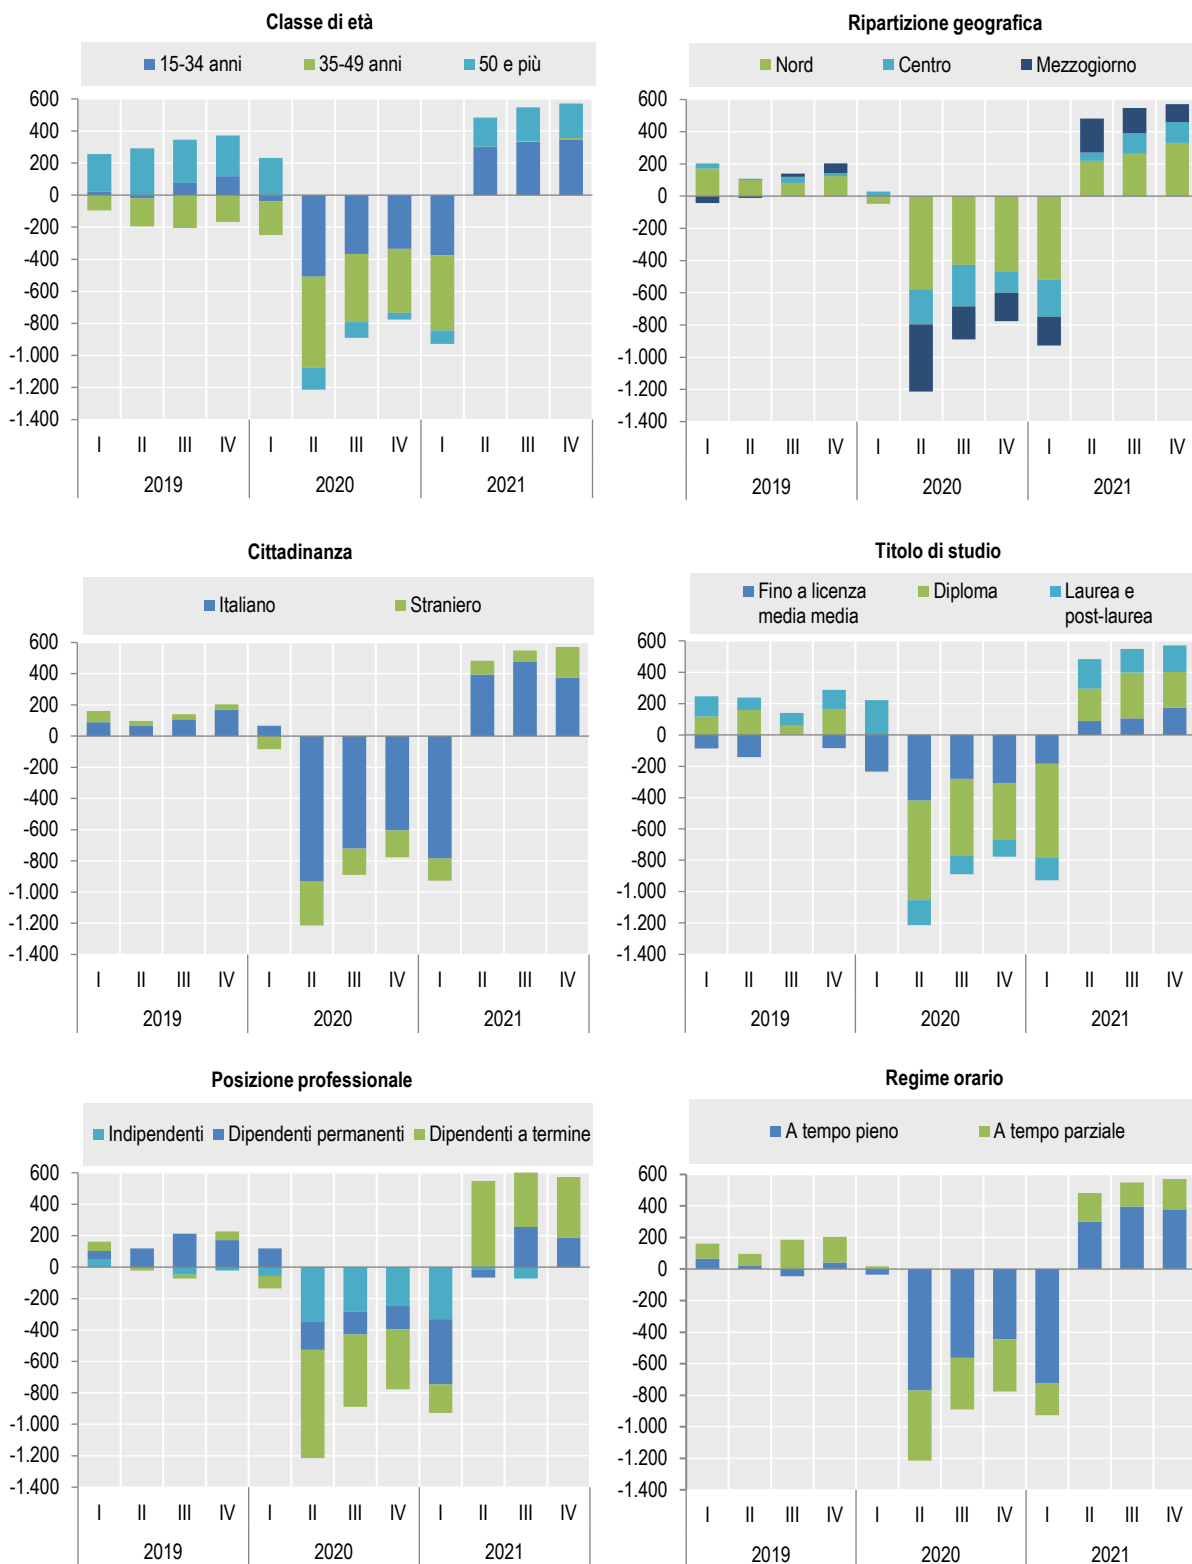 Classe di età
15-34 anni 35-49 anni 50 e più
600
400
200
0
-200
-400
-600
-800
-1.000
-1.200
-1.400
I II III IV I II III IV I II III IV
2019 2020 2021
Ripartizione geografica
Nord Centro Mezzogiorno
600
400
200
0
-200
-400
-600
-800
-1.000
-1.200
-1.400
I II III IV I II III IV I II III IV
2019 2020 2021
Cittadinanza
Italiano Straniero
600
400
200
0
-200
-400
-600
-800
-1.000
-1.200
-1.400
I II III IV I II III IV I II III IV
2019 2020 2021
Titolo di studio
Fino a licenza Diploma Laurea e
media media post-laurea
600
400
200
0
-200
-400
-600
-800
-1.000
-1.200
-1.400
I II III IV I II III IV I II III IV
2019 2020 2021
Posizione professionale
Indipendenti Dipendenti permanenti Dipendenti a termine
600
400
200
0
-200
-400
-600
-800
-1.000
-1.200
-1.400
I II III IV I II III IV I II III IV
2019 2020 2021
Regime orario
A tempo pieno A tempo parziale
600
400
200
0
-200
-400
-600
-800
-1.000
-1.200
-1.400
I II III IV I II III IV I II III IV
2019 2020 2021